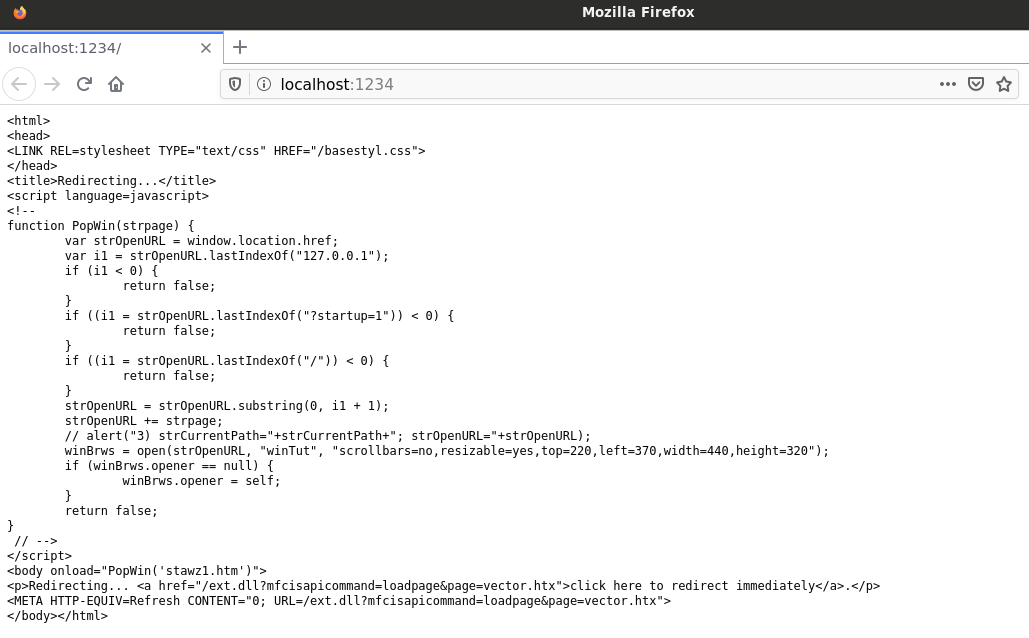 Mozilla Firefox
localhost:1234/
localhost:1234
<html>
<head>
<LINK REL=stylesheet TYPE="text/css" HREF="/basestyl.css">
</head>
<title>Redirecting...</title>
<script language=javascript>
<!--
function PopWin(strpage) {
        var strOpenURL = window.location.href;
        var i1 = strOpenURL.lastIndexOf("127.0.0.1");
        if (i1 < 0) {
                return false;
        }
        if ((i1 = strOpenURL.lastIndexOf("?startup=1")) < 0) {
                return false;
        }
        if ((i1 = strOpenURL.lastIndexOf("/")) < 0) {
                return false;
        }
        strOpenURL = strOpenURL.substring(0, i1 + 1);
        strOpenURL += strpage;
        // alert("3) strCurrentPath="+strCurrentPath+"; strOpenURL="+strOpenURL);
        winBrws = open(strOpenURL, "winTut", "scrollbars=no,resizable=yes,top=220,left=370,width=440,height=320");
        if (winBrws.opener == null) {
                winBrws.opener = self;
        }
        return false;
}
 // -->
</script>
<body onload="PopWin('stawz1.htm')">
<p>Redirecting... <a href="/ext.dll?mfcisapicommand=loadpage&page=vector.htx">click here to redirect immediately</a>.</p>
<META HTTP-EQUIV=Refresh CONTENT="0; URL=/ext.dll?mfcisapicommand=loadpage&page=vector.htx">
</body></html>